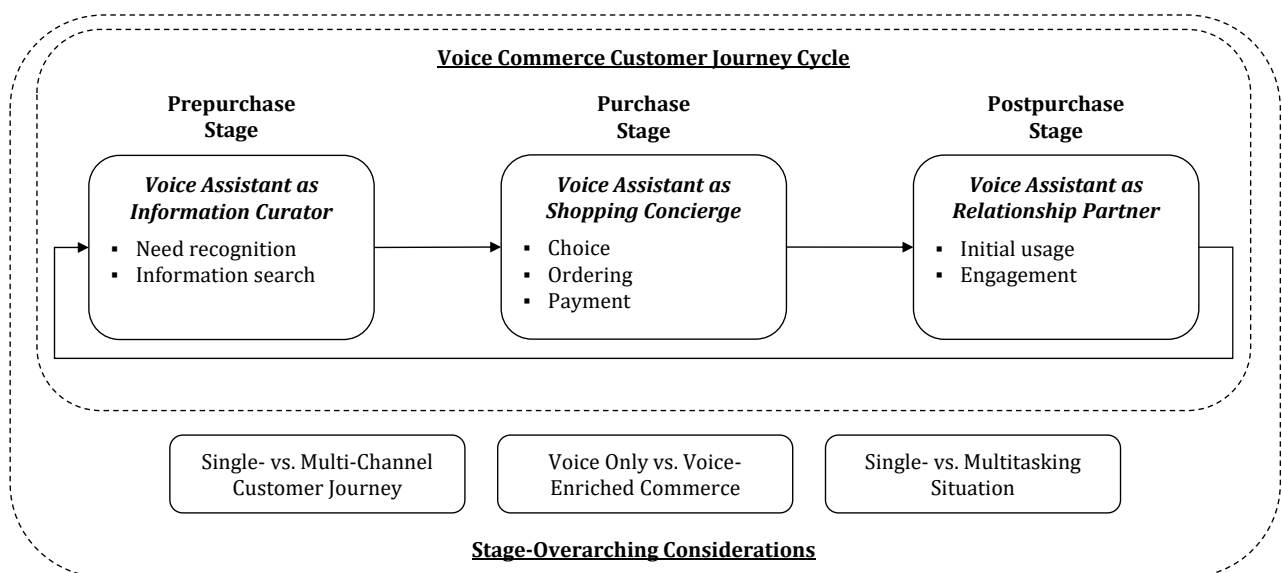 Voice Commerce Customer Journey Cycle
Prepurchase
Stage
Purchase
Stage
Postpurchase
Stage
Voice Assistant as
Information Curator
▪ Need recognition
▪ Information search
Voice Assistant as
Shopping Concierge
▪ Choice
▪ Ordering
▪ Payment
Voice Assistant as
Relationship Partner
▪ Initial usage
▪ Engagement
Single- vs. Multi-Channel
Customer Journey
Voice Only vs. Voice-
Enriched Commerce
Single- vs. Multitasking
Situation
Stage-Overarching Considerations